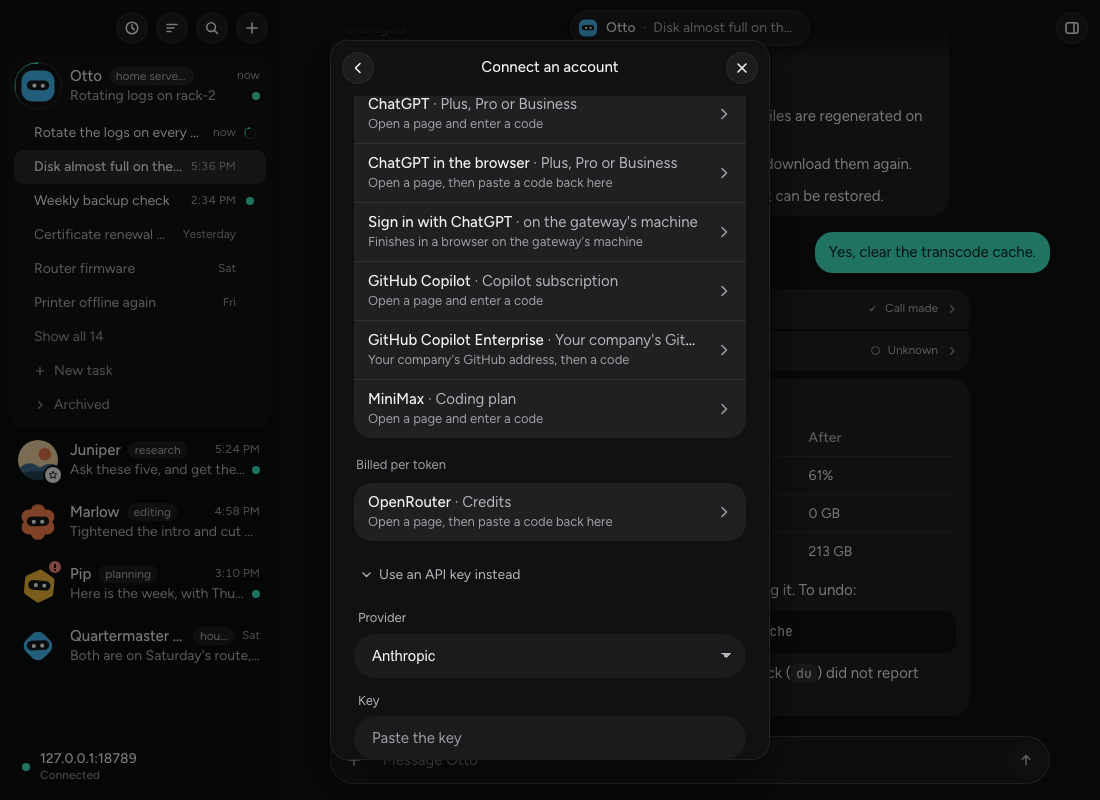 Otto · Disk almost full on th...
Otto home serve... now
Rotating logs on rack-2
Rotate the logs on every ... now
Disk almost full on the... 5:36 PM
Weekly backup check 2:34 PM
Certificate renewal ... Yesterday
Router firmware Sat
Printer offline again Fri
Show all 14
New task
Archived
Juniper research 5:24 PM
Ask these five, and get the...
Marlow editing 4:58 PM
Tightened the intro and cut ...
Pip planning 3:10 PM
Here is the week, with Thu...
Quartermaster ... hou... Sat
Both are on Saturday's route,...
127.0.0.1:18789
Connected
Connect an account
ChatGPT · Plus, Pro or Business
Open a page and enter a code
ChatGPT in the browser · Plus, Pro or Business
Open a page, then paste a code back here
Sign in with ChatGPT · on the gateway's machine
Finishes in a browser on the gateway's machine
GitHub Copilot · Copilot subscription
Open a page and enter a code
GitHub Copilot Enterprise · Your company's Git...
Your company's GitHub address, then a code
MiniMax · Coding plan
Open a page and enter a code
Billed per token
OpenRouter · Credits
Open a page, then paste a code back here
Use an API key instead
Provider
Anthropic
Key
Paste the key
iles are regenerated on
download them again.
can be restored.
Yes, clear the transcode cache.
Call made
Unknown
After
61%
0 GB
213 GB
g it. To undo:
che
ck ( du ) did not report
Message Otto